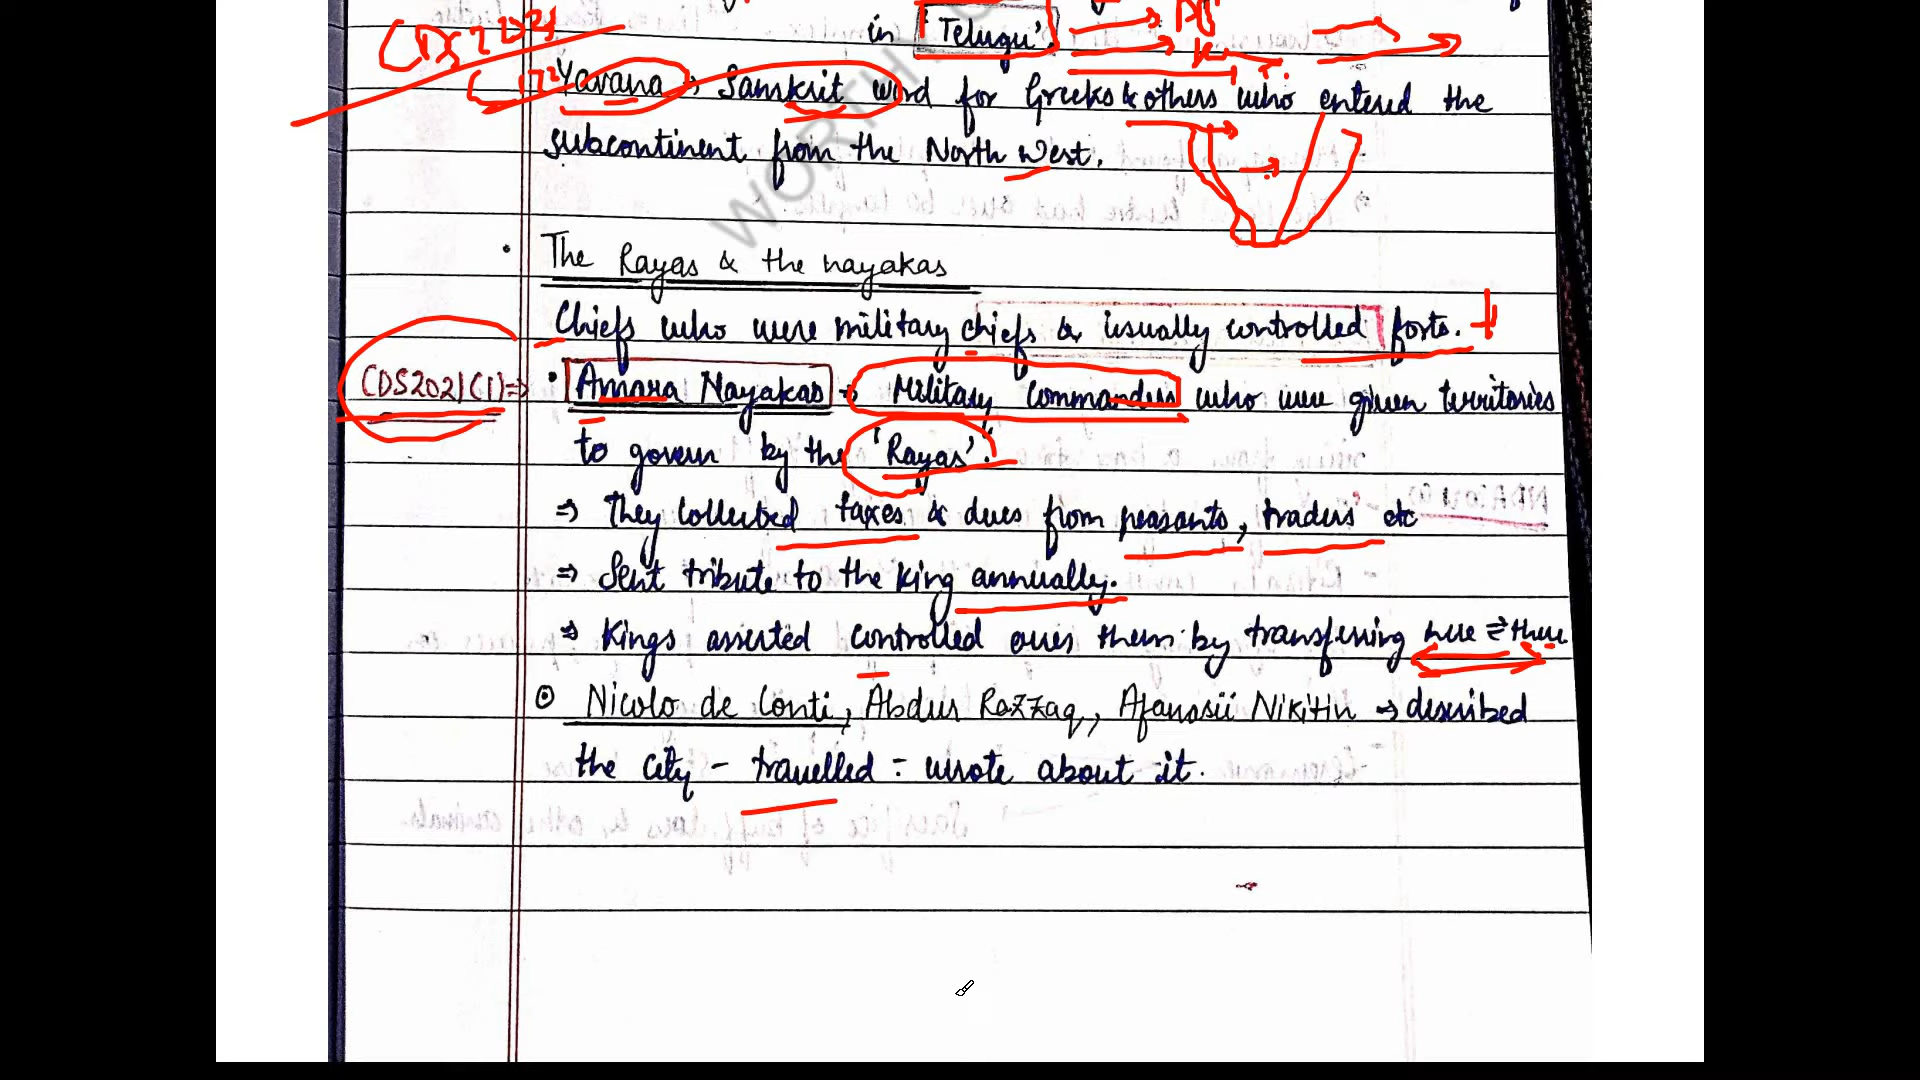 in 'Telugu'.
CDS 2021
Yavana → Sanskrit word for Greeks & others who entered the
subcontinent from the North West.
WORTH
• The Rayas & the nayakas
Chiefs who were military chiefs & usually controlled forts.
CDS2021(1) ⇒ • Amara Nayakas → Military commanders who were given territories
to govern by the 'Rayas'.
⇒ They collected taxes & dues from peasants, traders etc
⇒ Sent tribute to the King annually.
⇒ Kings asserted controlled over them by transferring here ⇌ there
⊙ Nicolo de Conti, Abdur Razzaq, Afanasii Nikitin → described
the city - travelled - wrote about it.